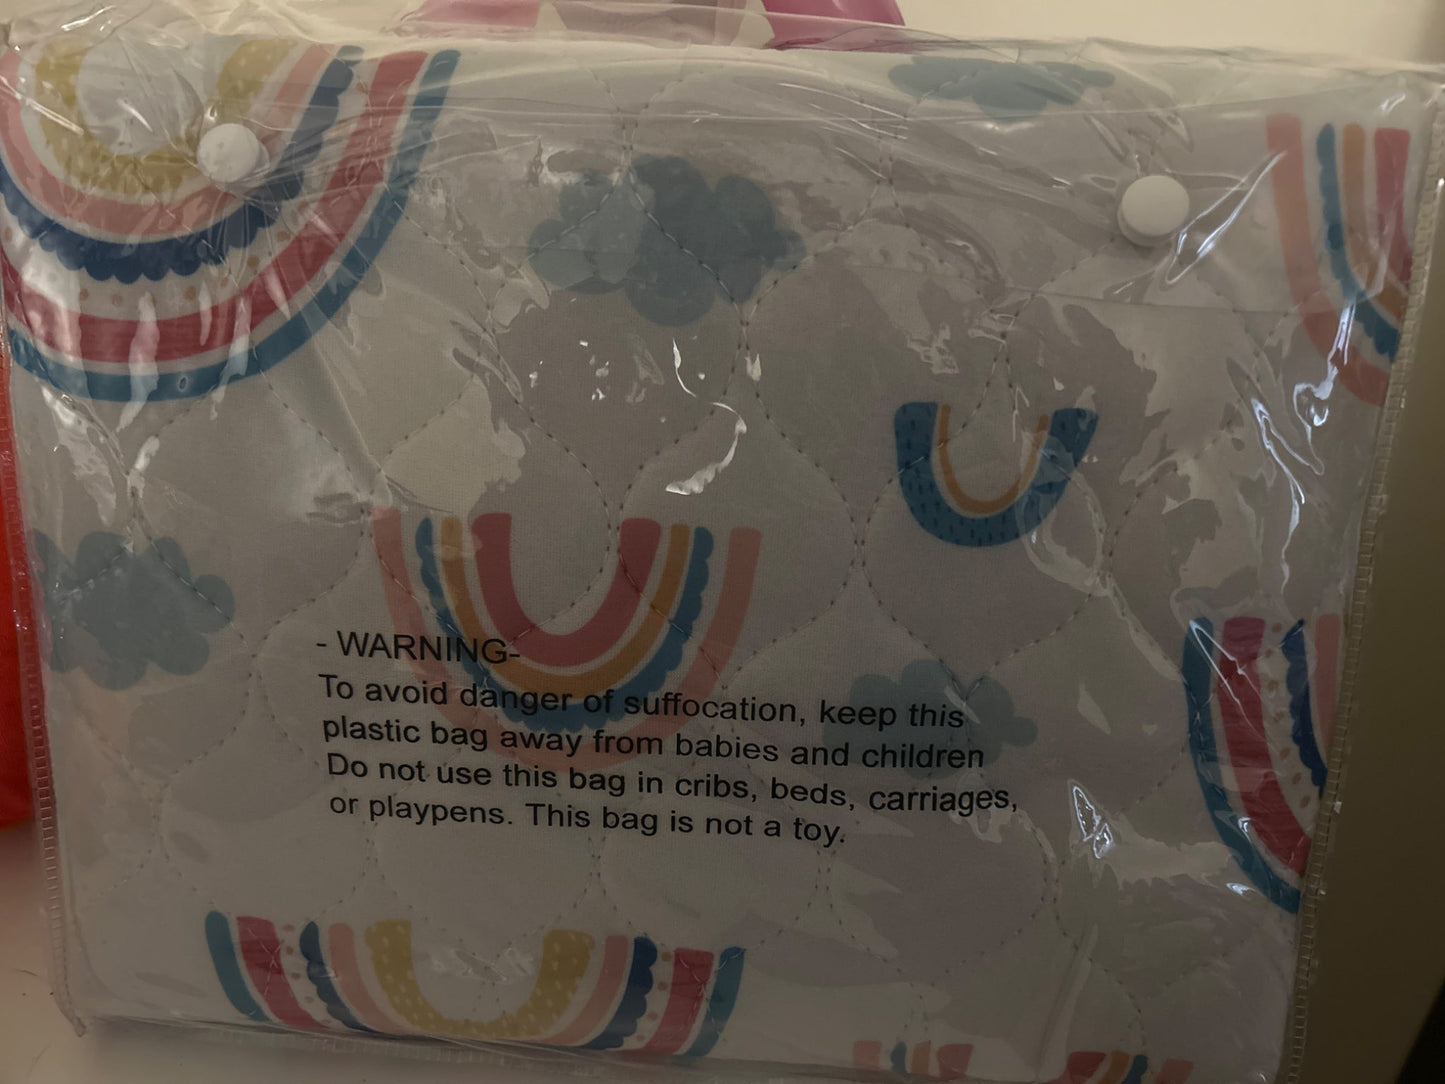 - WARNING-
To avoid danger of suffocation, keep this
plastic bag away from babies and children
Do not use this bag in cribs, beds, carriages,
or playpens. This bag is not a toy.